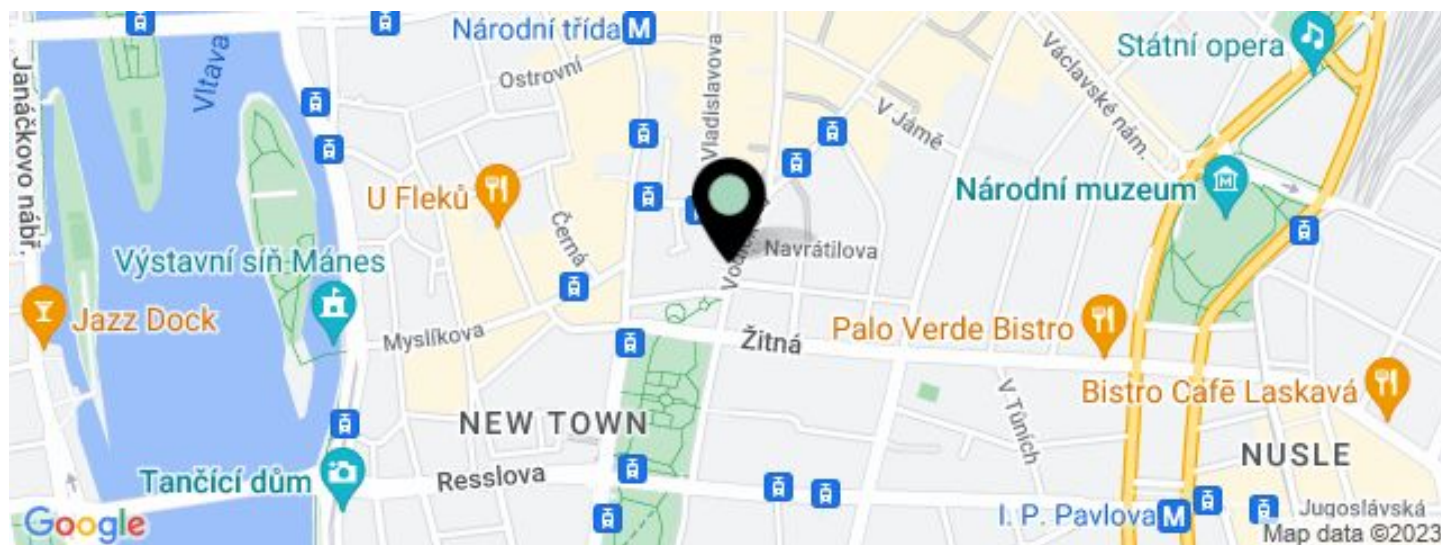 Národní třída M
Státní opera
Vltava
Ostrovní
Vladislavova
Václavské nám.
V Jámě
Janáčkovo nábř.
U Fleků
Národní muzeum
Černá
Navrátilova
Výstavní síň Mánes
Jazz Dock
Myslíkova
Žitná
Palo Verde Bistro
Bistro Cafē Laskavá
V Tůních
NEW TOWN
NUSLE
Tančící dům
Resslova
I. P. Pavlova M
Jugoslávská
Google
Map data ©2023